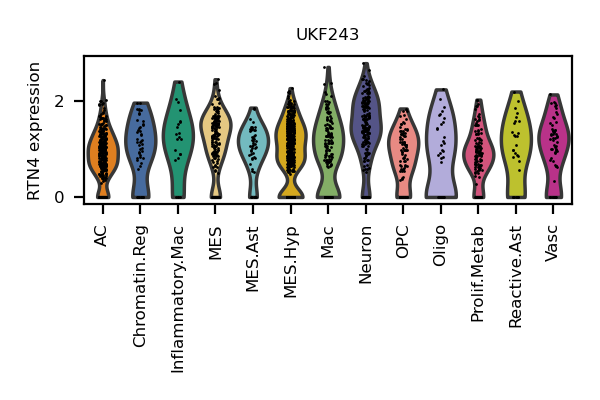 UKF243
RTN4 expression
2
0
AC
Chromatin.Reg
Inflammatory.Mac
MES
MES.Ast
MES.Hyp
Mac
Neuron
OPC
Oligo
Prolif.Metab
Reactive.Ast
Vasc